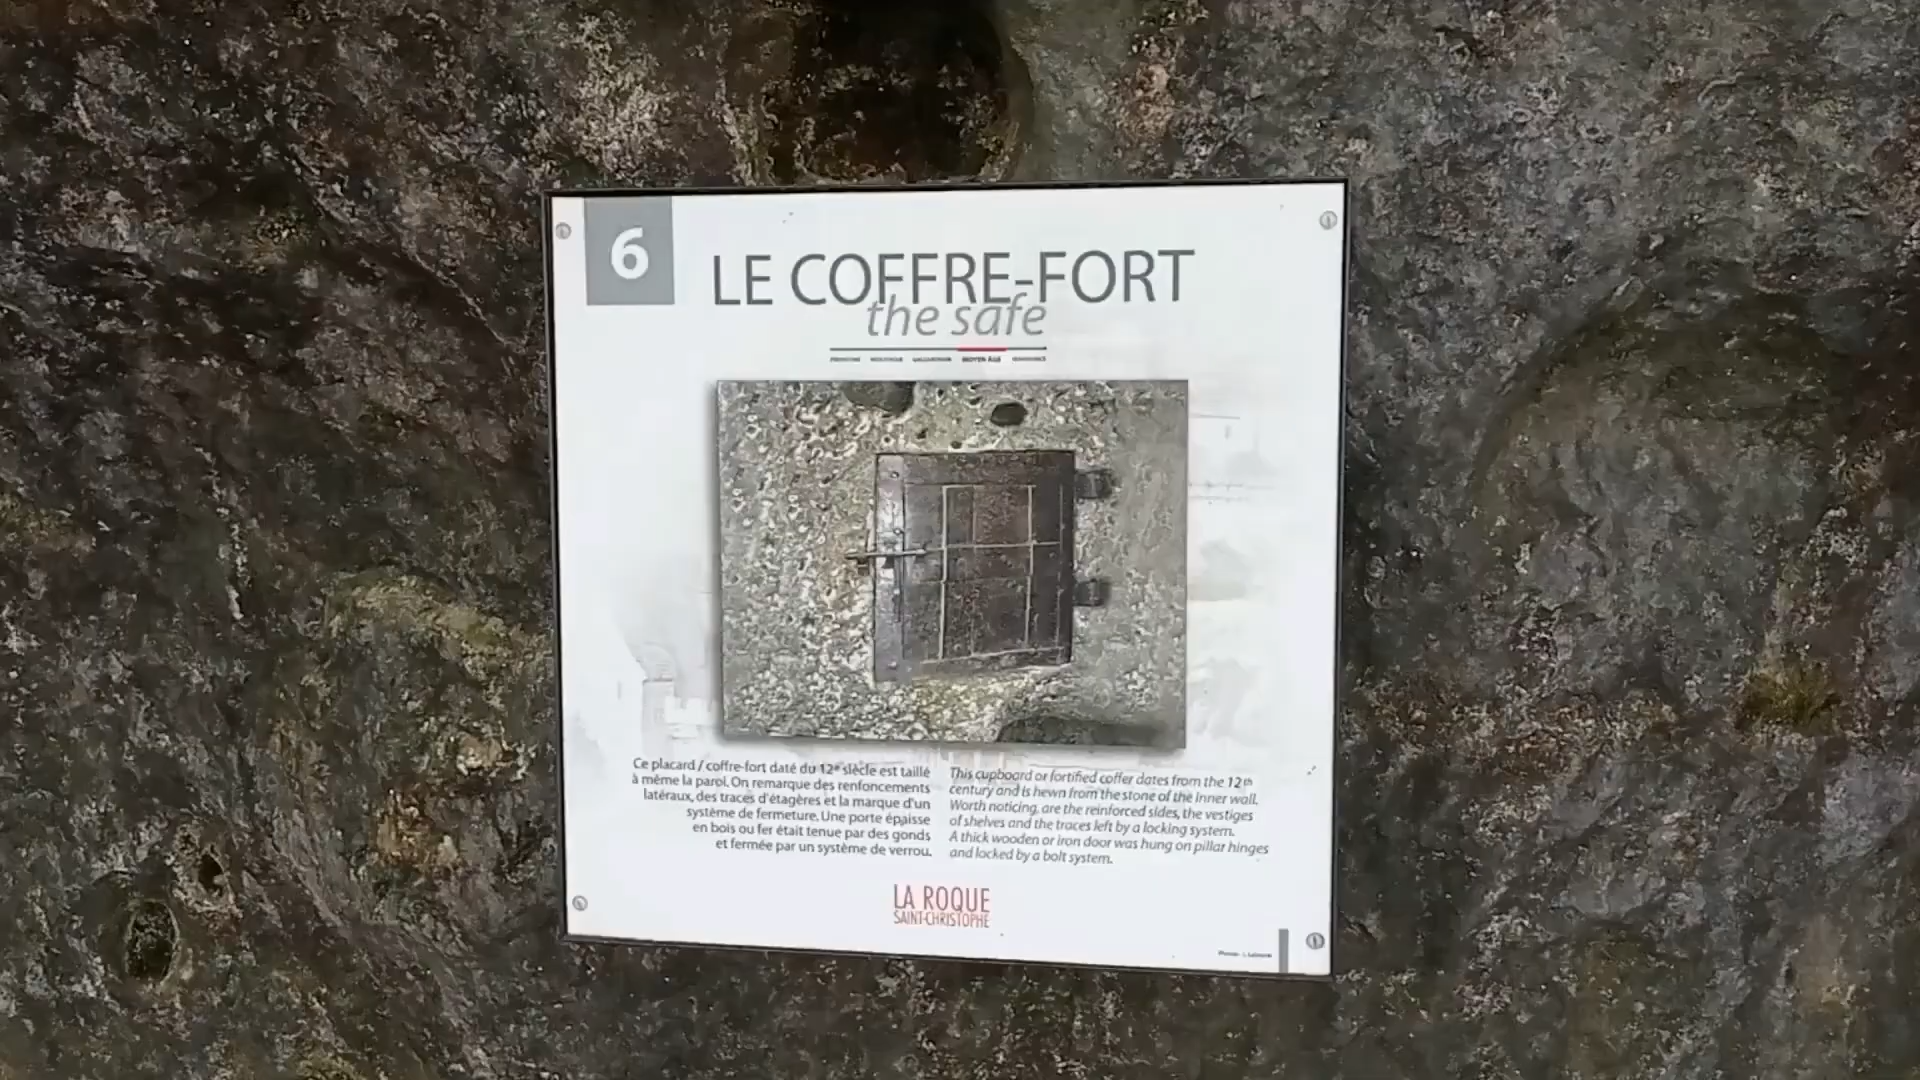 6
LE COFFRE-FORT
the safe
MOYEN ÂGE
Ce placard / coffre-fort daté du 12e siècle est taillé
à même la paroi. On remarque des renfoncements
latéraux, des traces d'étagères et la marque d'un
système de fermeture. Une porte épaisse
en bois ou fer était tenue par des gonds
et fermée par un système de verrou.
This cupboard or fortified coffer dates from the 12th
century and is hewn from the stone of the inner wall.
Worth noticing, are the reinforced sides, the vestiges
of shelves and the traces left by a locking system.
A thick wooden or iron door was hung on pillar hinges
and locked by a bolt system.
LA ROQUE
SAINT-CHRISTOPHE